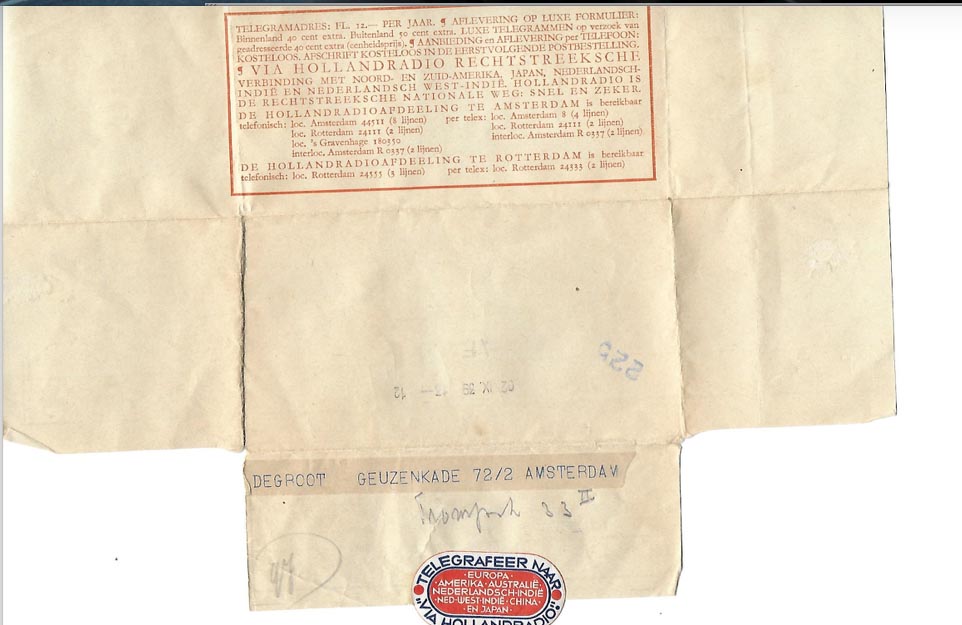 TELEGRAMADRES: FL. 12.— PER JAAR. ¶ AFLEVERING OP LUXE FORMULIER:
Binnenland 40 cent extra. Buitenland 50 cent extra. LUXE TELEGRAMMEN op verzoek van
geadresseerde 40 cent extra (eenheidsprijs). ¶ AANBIEDING en AFLEVERING per TELEFOON:
KOSTELOOS. AFSCHRIFT KOSTELOOS IN DE EERSTVOLGENDE POSTBESTELLING.
¶ VIA HOLLANDRADIO RECHTSTREEKSCHE
VERBINDING MET NOORD- EN ZUID-AMERIKA, JAPAN, NEDERLANDSCH-
INDIË EN NEDERLANDSCH WEST-INDIË. HOLLANDRADIO IS
DE RECHTSTREEKSCHE NATIONALE WEG: SNEL EN ZEKER.
DE HOLLANDRADIOAFDEELING TE AMSTERDAM is bereikbaar
telefonisch: loc. Amsterdam 44511 (8 lijnen) per telex: loc. Amsterdam 8 (4 lijnen)
loc. Rotterdam 24111 (2 lijnen) loc. Rotterdam 24111 (2 lijnen)
loc. 's Gravenhage 180350 interloc. Amsterdam R 0337 (2 lijnen)
interloc. Amsterdam R 0337 (2 lijnen)
DE HOLLANDRADIOAFDEELING TE ROTTERDAM is bereikbaar
telefonisch: loc. Rotterdam 24333 (3 lijnen) per telex: loc. Rotterdam 24333 (2 lijnen)
DEGROOT GEUZENKADE 72/2 AMSTERDAM
33 II
TELEGRAFEER NAAR
·EUROPA·
·AMERIKA·AUSTRALIË·
NEDERLANDSCH-INDIË
·NED-WEST-INDIË·CHINA·
·EN JAPAN·
"VIA HOLLANDRADIO"